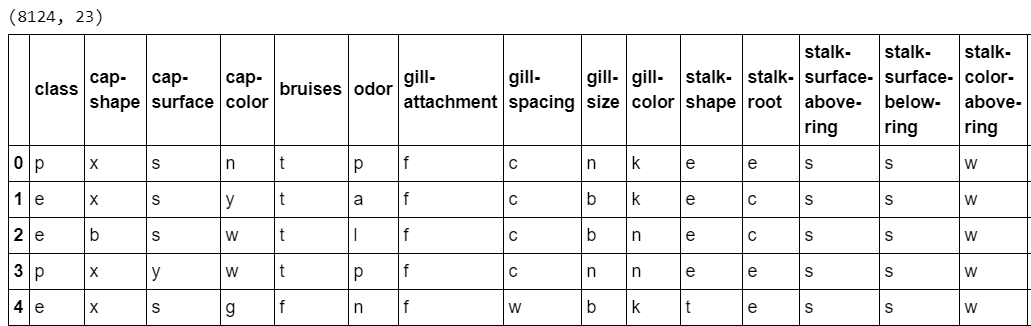 (8124, 23)
class cap-shape cap-surface cap-color bruises odor gill-attachment gill-spacing gill-size gill-color stalk-shape stalk-root stalk-surface-above-ring stalk-surface-below-ring stalk-color-above-ring
0 p x s n t p f c n k e e s s w
1 e x s y t a f c b k e c s s w
2 e b s w t l f c b n e c s s w
3 p x y w t p f c n n e e s s w
4 e x s g f n f w b k t e s s w